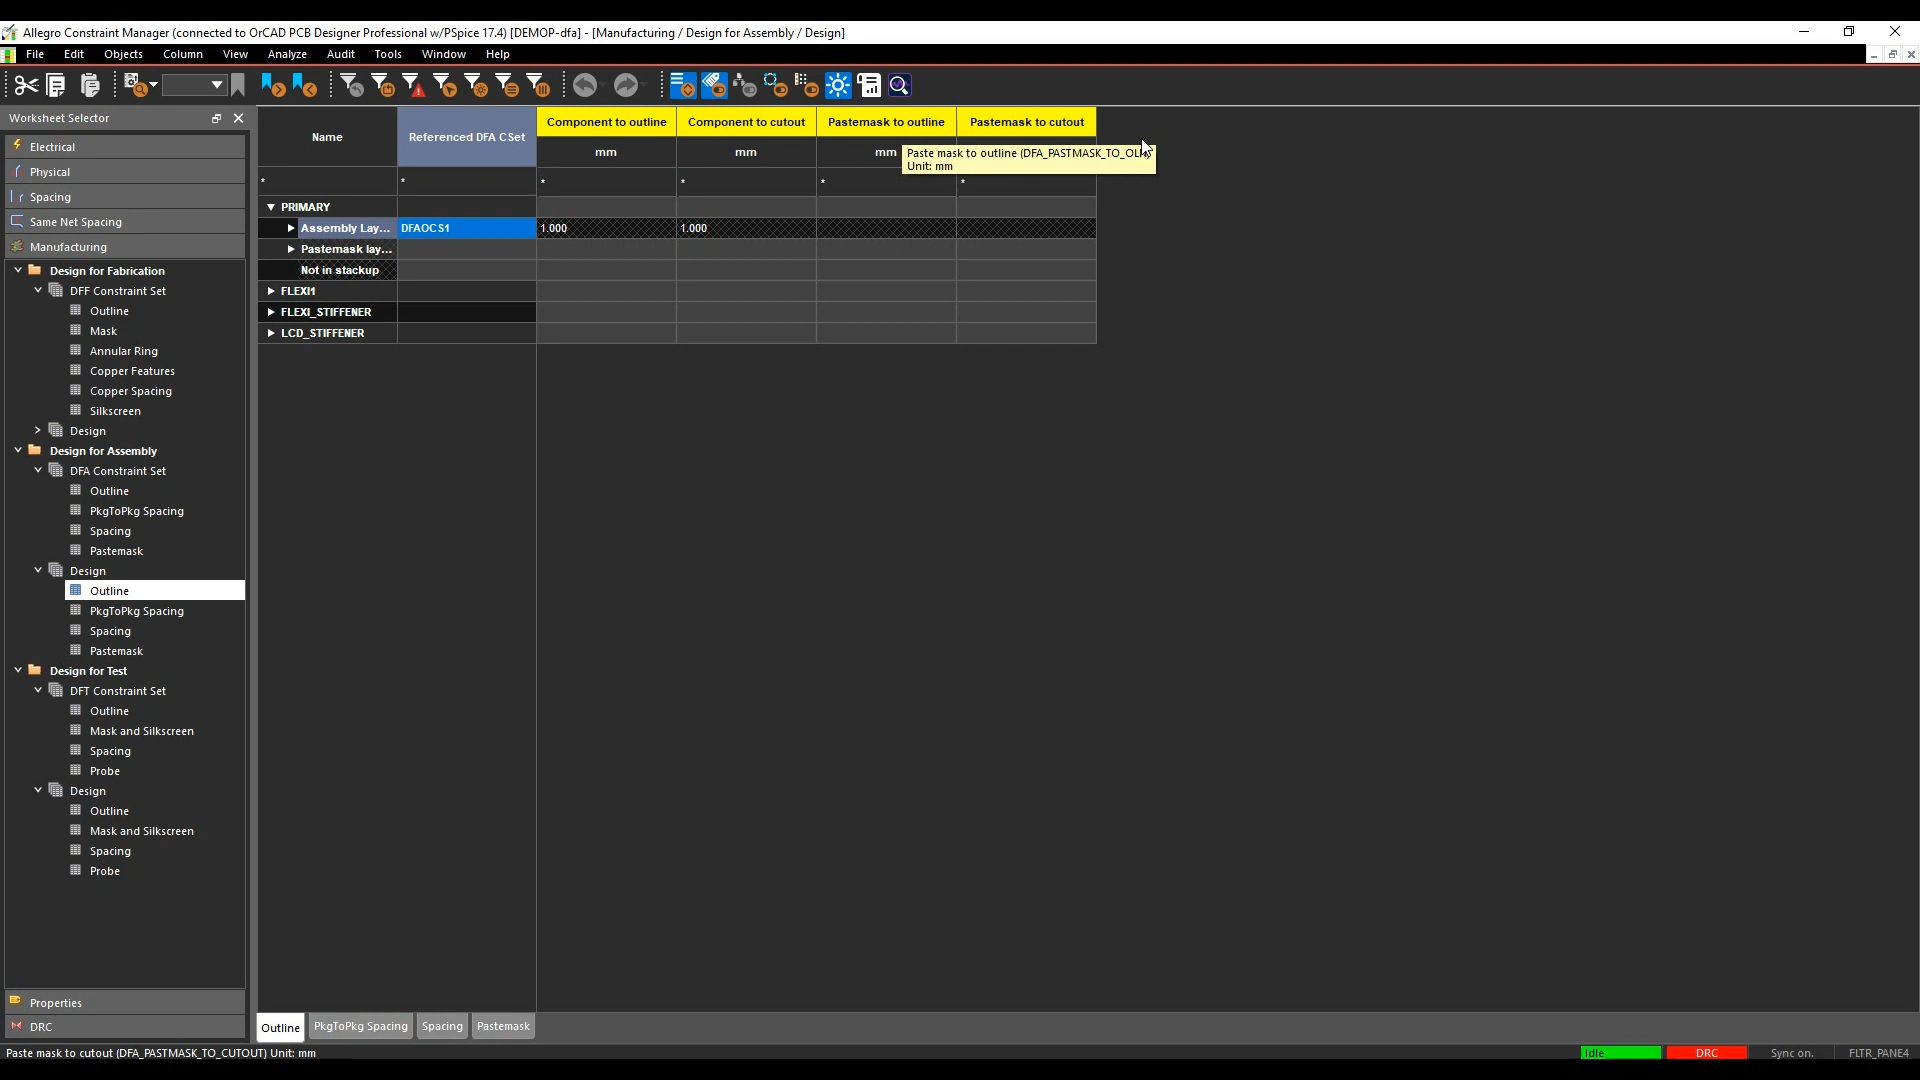 Allegro Constraint Manager (connected to OrCAD PCB Designer Professional w/PSpice 17.4) [DEMOP-dfa] - [Manufacturing / Design for Assembly / Design]
File Edit Objects Column View Analyze Audit Tools Window Help
Worksheet Selector
Electrical
Physical
Spacing
Same Net Spacing
Manufacturing
Design for Fabrication
DFF Constraint Set
Outline
Mask
Annular Ring
Copper Features
Copper Spacing
Silkscreen
Design
Design for Assembly
DFA Constraint Set
Outline
PkgToPkg Spacing
Spacing
Pastemask
Design
Outline
PkgToPkg Spacing
Spacing
Pastemask
Design for Test
DFT Constraint Set
Outline
Mask and Silkscreen
Spacing
Probe
Design
Outline
Mask and Silkscreen
Spacing
Probe
Properties
DRC
Name Referenced DFA CSet Component to outline Component to cutout Pastemask to outline Pastemask to cutout
mm mm mm
Paste mask to outline (DFA_PASTMASK_TO_OLN)
Unit: mm
* * * * * *
PRIMARY
Assembly Lay... DFAOCS1 1.000 1.000
Pastemask lay...
Not in stackup
FLEXI1
FLEXI_STIFFENER
LCD_STIFFENER
Outline PkgToPkg Spacing Spacing Pastemask
Paste mask to cutout (DFA_PASTMASK_TO_CUTOUT) Unit: mm
Idle DRC Sync on. FLTR_PANE4